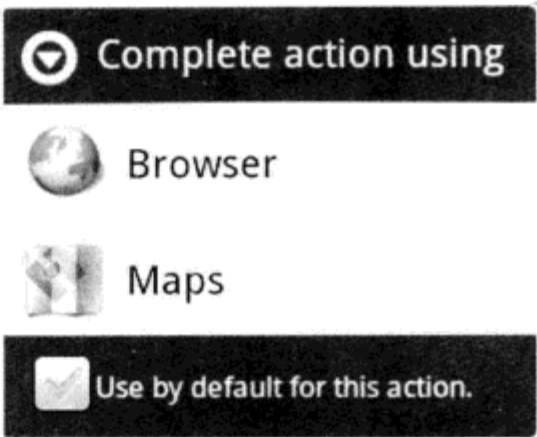 Complete action using
Browser
Maps
Use by default for this action.